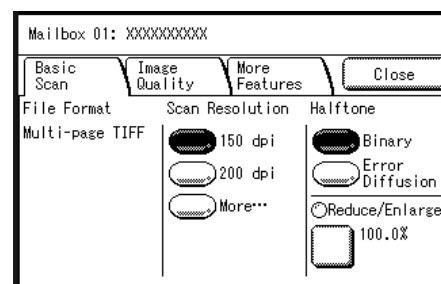 Mailbox 01: XXXXXXXXXX
Basic Scan
Image Quality
More Features
Close
File Format
Multi-page TIFF
Scan Resolution
150 dpi
200 dpi
More…
Halftone
Binary
Error Diffusion
Reduce/Enlarge
100.0%